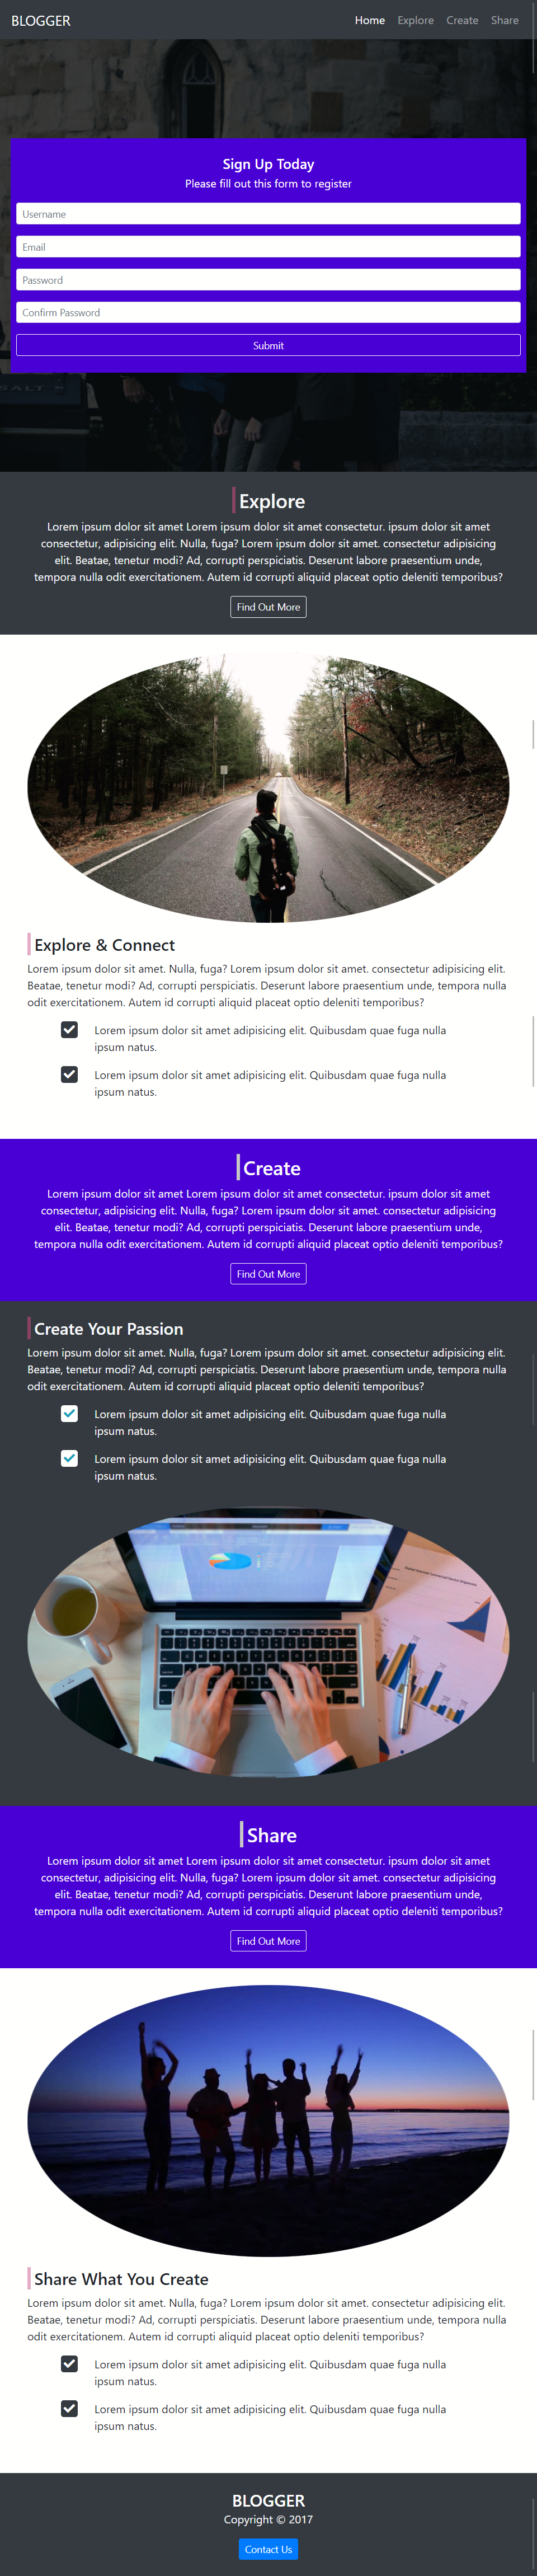 BLOGGER
Home Explore Create Share
Sign Up Today
Please fill out this form to register
Username
Email
Password
Confirm Password
Submit
SALT
Explore
Lorem ipsum dolor sit amet Lorem ipsum dolor sit amet consectetur. ipsum dolor sit amet
consectetur, adipisicing elit. Nulla, fuga? Lorem ipsum dolor sit amet. consectetur adipisicing
elit. Beatae, tenetur modi? Ad, corrupti perspiciatis. Deserunt labore praesentium unde,
tempora nulla odit exercitationem. Autem id corrupti aliquid placeat optio deleniti temporibus?
Find Out More
Explore & Connect
Lorem ipsum dolor sit amet. Nulla, fuga? Lorem ipsum dolor sit amet. consectetur adipisicing elit.
Beatae, tenetur modi? Ad, corrupti perspiciatis. Deserunt labore praesentium unde, tempora nulla
odit exercitationem. Autem id corrupti aliquid placeat optio deleniti temporibus?
Lorem ipsum dolor sit amet adipisicing elit. Quibusdam quae fuga nulla
ipsum natus.
Lorem ipsum dolor sit amet adipisicing elit. Quibusdam quae fuga nulla
ipsum natus.
Create
Lorem ipsum dolor sit amet Lorem ipsum dolor sit amet consectetur. ipsum dolor sit amet
consectetur, adipisicing elit. Nulla, fuga? Lorem ipsum dolor sit amet. consectetur adipisicing
elit. Beatae, tenetur modi? Ad, corrupti perspiciatis. Deserunt labore praesentium unde,
tempora nulla odit exercitationem. Autem id corrupti aliquid placeat optio deleniti temporibus?
Find Out More
Create Your Passion
Lorem ipsum dolor sit amet. Nulla, fuga? Lorem ipsum dolor sit amet. consectetur adipisicing elit.
Beatae, tenetur modi? Ad, corrupti perspiciatis. Deserunt labore praesentium unde, tempora nulla
odit exercitationem. Autem id corrupti aliquid placeat optio deleniti temporibus?
Lorem ipsum dolor sit amet adipisicing elit. Quibusdam quae fuga nulla
ipsum natus.
Lorem ipsum dolor sit amet adipisicing elit. Quibusdam quae fuga nulla
ipsum natus.
Share
Lorem ipsum dolor sit amet Lorem ipsum dolor sit amet consectetur. ipsum dolor sit amet
consectetur, adipisicing elit. Nulla, fuga? Lorem ipsum dolor sit amet. consectetur adipisicing
elit. Beatae, tenetur modi? Ad, corrupti perspiciatis. Deserunt labore praesentium unde,
tempora nulla odit exercitationem. Autem id corrupti aliquid placeat optio deleniti temporibus?
Find Out More
Share What You Create
Lorem ipsum dolor sit amet. Nulla, fuga? Lorem ipsum dolor sit amet. consectetur adipisicing elit.
Beatae, tenetur modi? Ad, corrupti perspiciatis. Deserunt labore praesentium unde, tempora nulla
odit exercitationem. Autem id corrupti aliquid placeat optio deleniti temporibus?
Lorem ipsum dolor sit amet adipisicing elit. Quibusdam quae fuga nulla
ipsum natus.
Lorem ipsum dolor sit amet adipisicing elit. Quibusdam quae fuga nulla
ipsum natus.
BLOGGER
Copyright © 2017
Contact Us